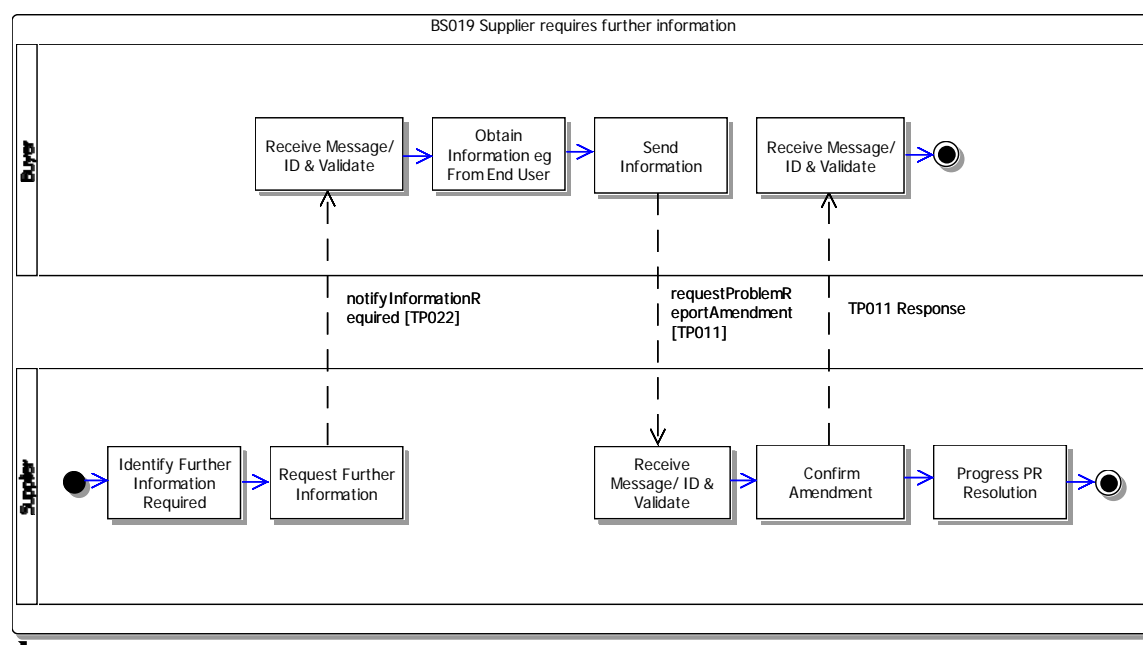 BS019 Supplier requires further information
Buyer
Receive Message/
ID & Validate
Obtain
Information eg
From End User
Send
Information
Receive Message/
ID & Validate
notifyInformationR
equired [TP022]
requestProblemR
eportAmendment
[TP011]
TP011 Response
Supplier
Identify Further
Information
Required
Request Further
Information
Receive
Message/ ID &
Validate
Confirm
Amendment
Progress PR
Resolution